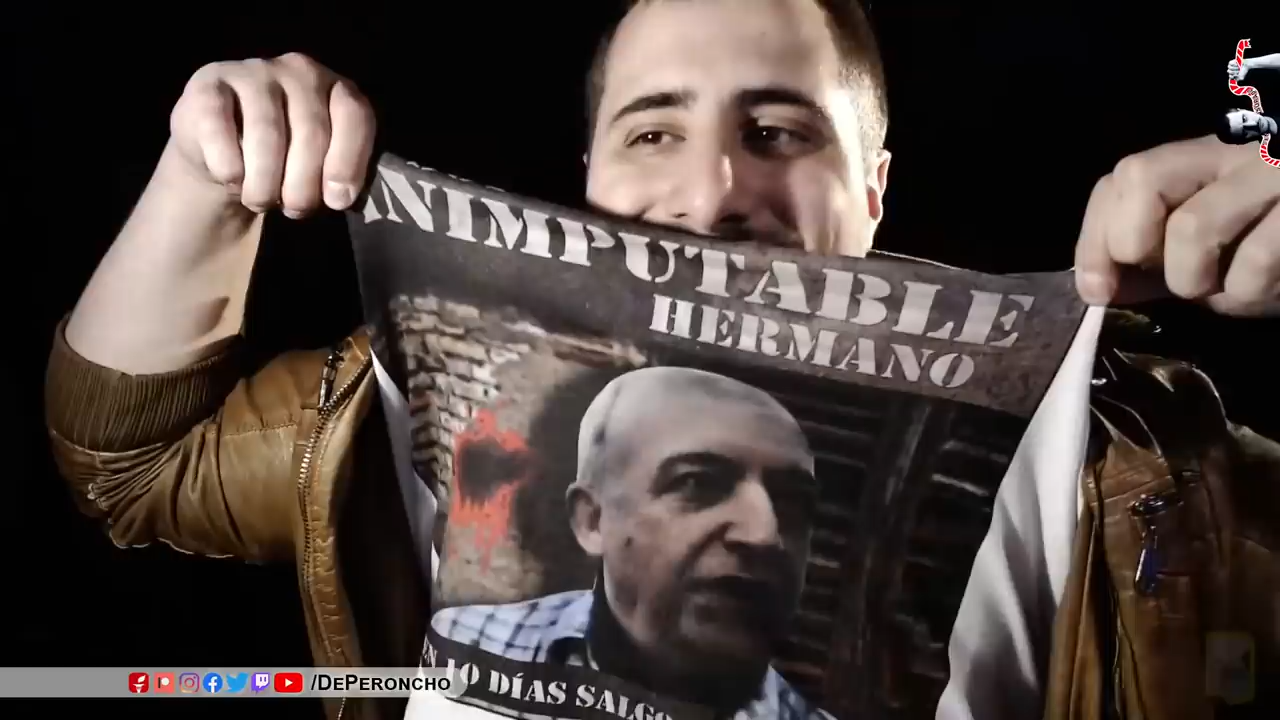 INIMPUTABLE
HERMANO
EN 10 DÍAS SALGO
/DEPERONCHO